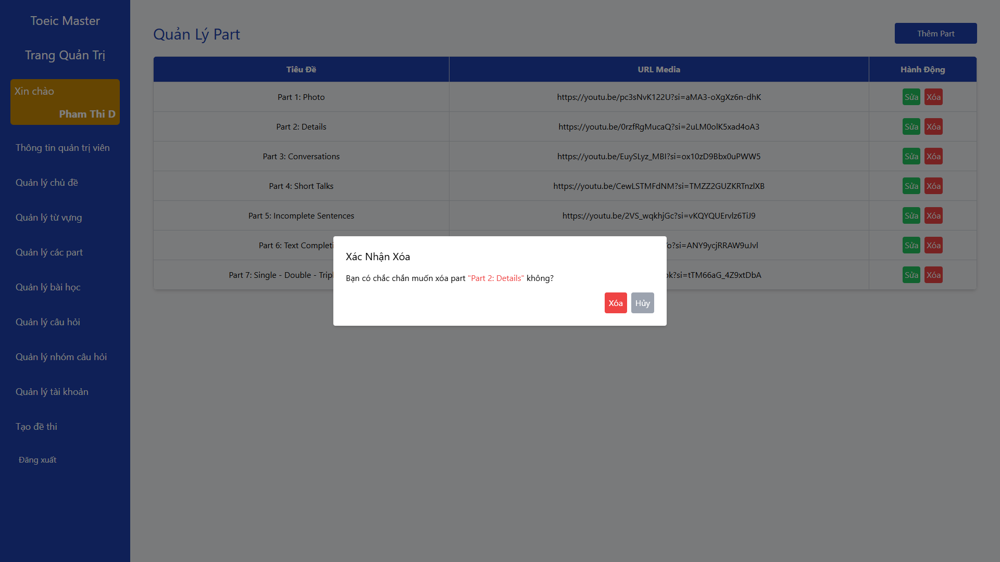 Toeic Master
Trang Quản Trị
Xin chào
Pham Thi D
Thông tin quản trị viên
Quản lý chủ đề
Quản lý từ vựng
Quản lý các part
Quản lý bài học
Quản lý câu hỏi
Quản lý nhóm câu hỏi
Quản lý tài khoản
Tạo đề thi
Đăng xuất
Quản Lý Part
Thêm Part
Tiêu Đề URL Media Hành Động
Part 1: Photo https://youtu.be/pc3sNvK122U?si=aMA3-oXgXz6n-dhK Sửa Xóa
Part 2: Details https://youtu.be/0rzfRgMucaQ?si=2uLM0olK5xad4oA3 Sửa Xóa
Part 3: Conversations https://youtu.be/EuySLyz_MBI?si=ox10zD9Bbx0uPWW5 Sửa Xóa
Part 4: Short Talks https://youtu.be/CewLSTMFdNM?si=TMZZ2GUZKRTnzlXB Sửa Xóa
Part 5: Incomplete Sentences https://youtu.be/2VS_wqkhjGc?si=vKQYQUErvlz6TiJ9 Sửa Xóa
Part 6: Text Completi o?si=ANY9ycjRRAW9uJvl Sửa Xóa
Part 7: Single - Double - Tripl ok?si=tTM66aG_4Z9xtDbA Sửa Xóa
Xác Nhận Xóa
Bạn có chắc chắn muốn xóa part "Part 2: Details" không?
Xóa Hủy